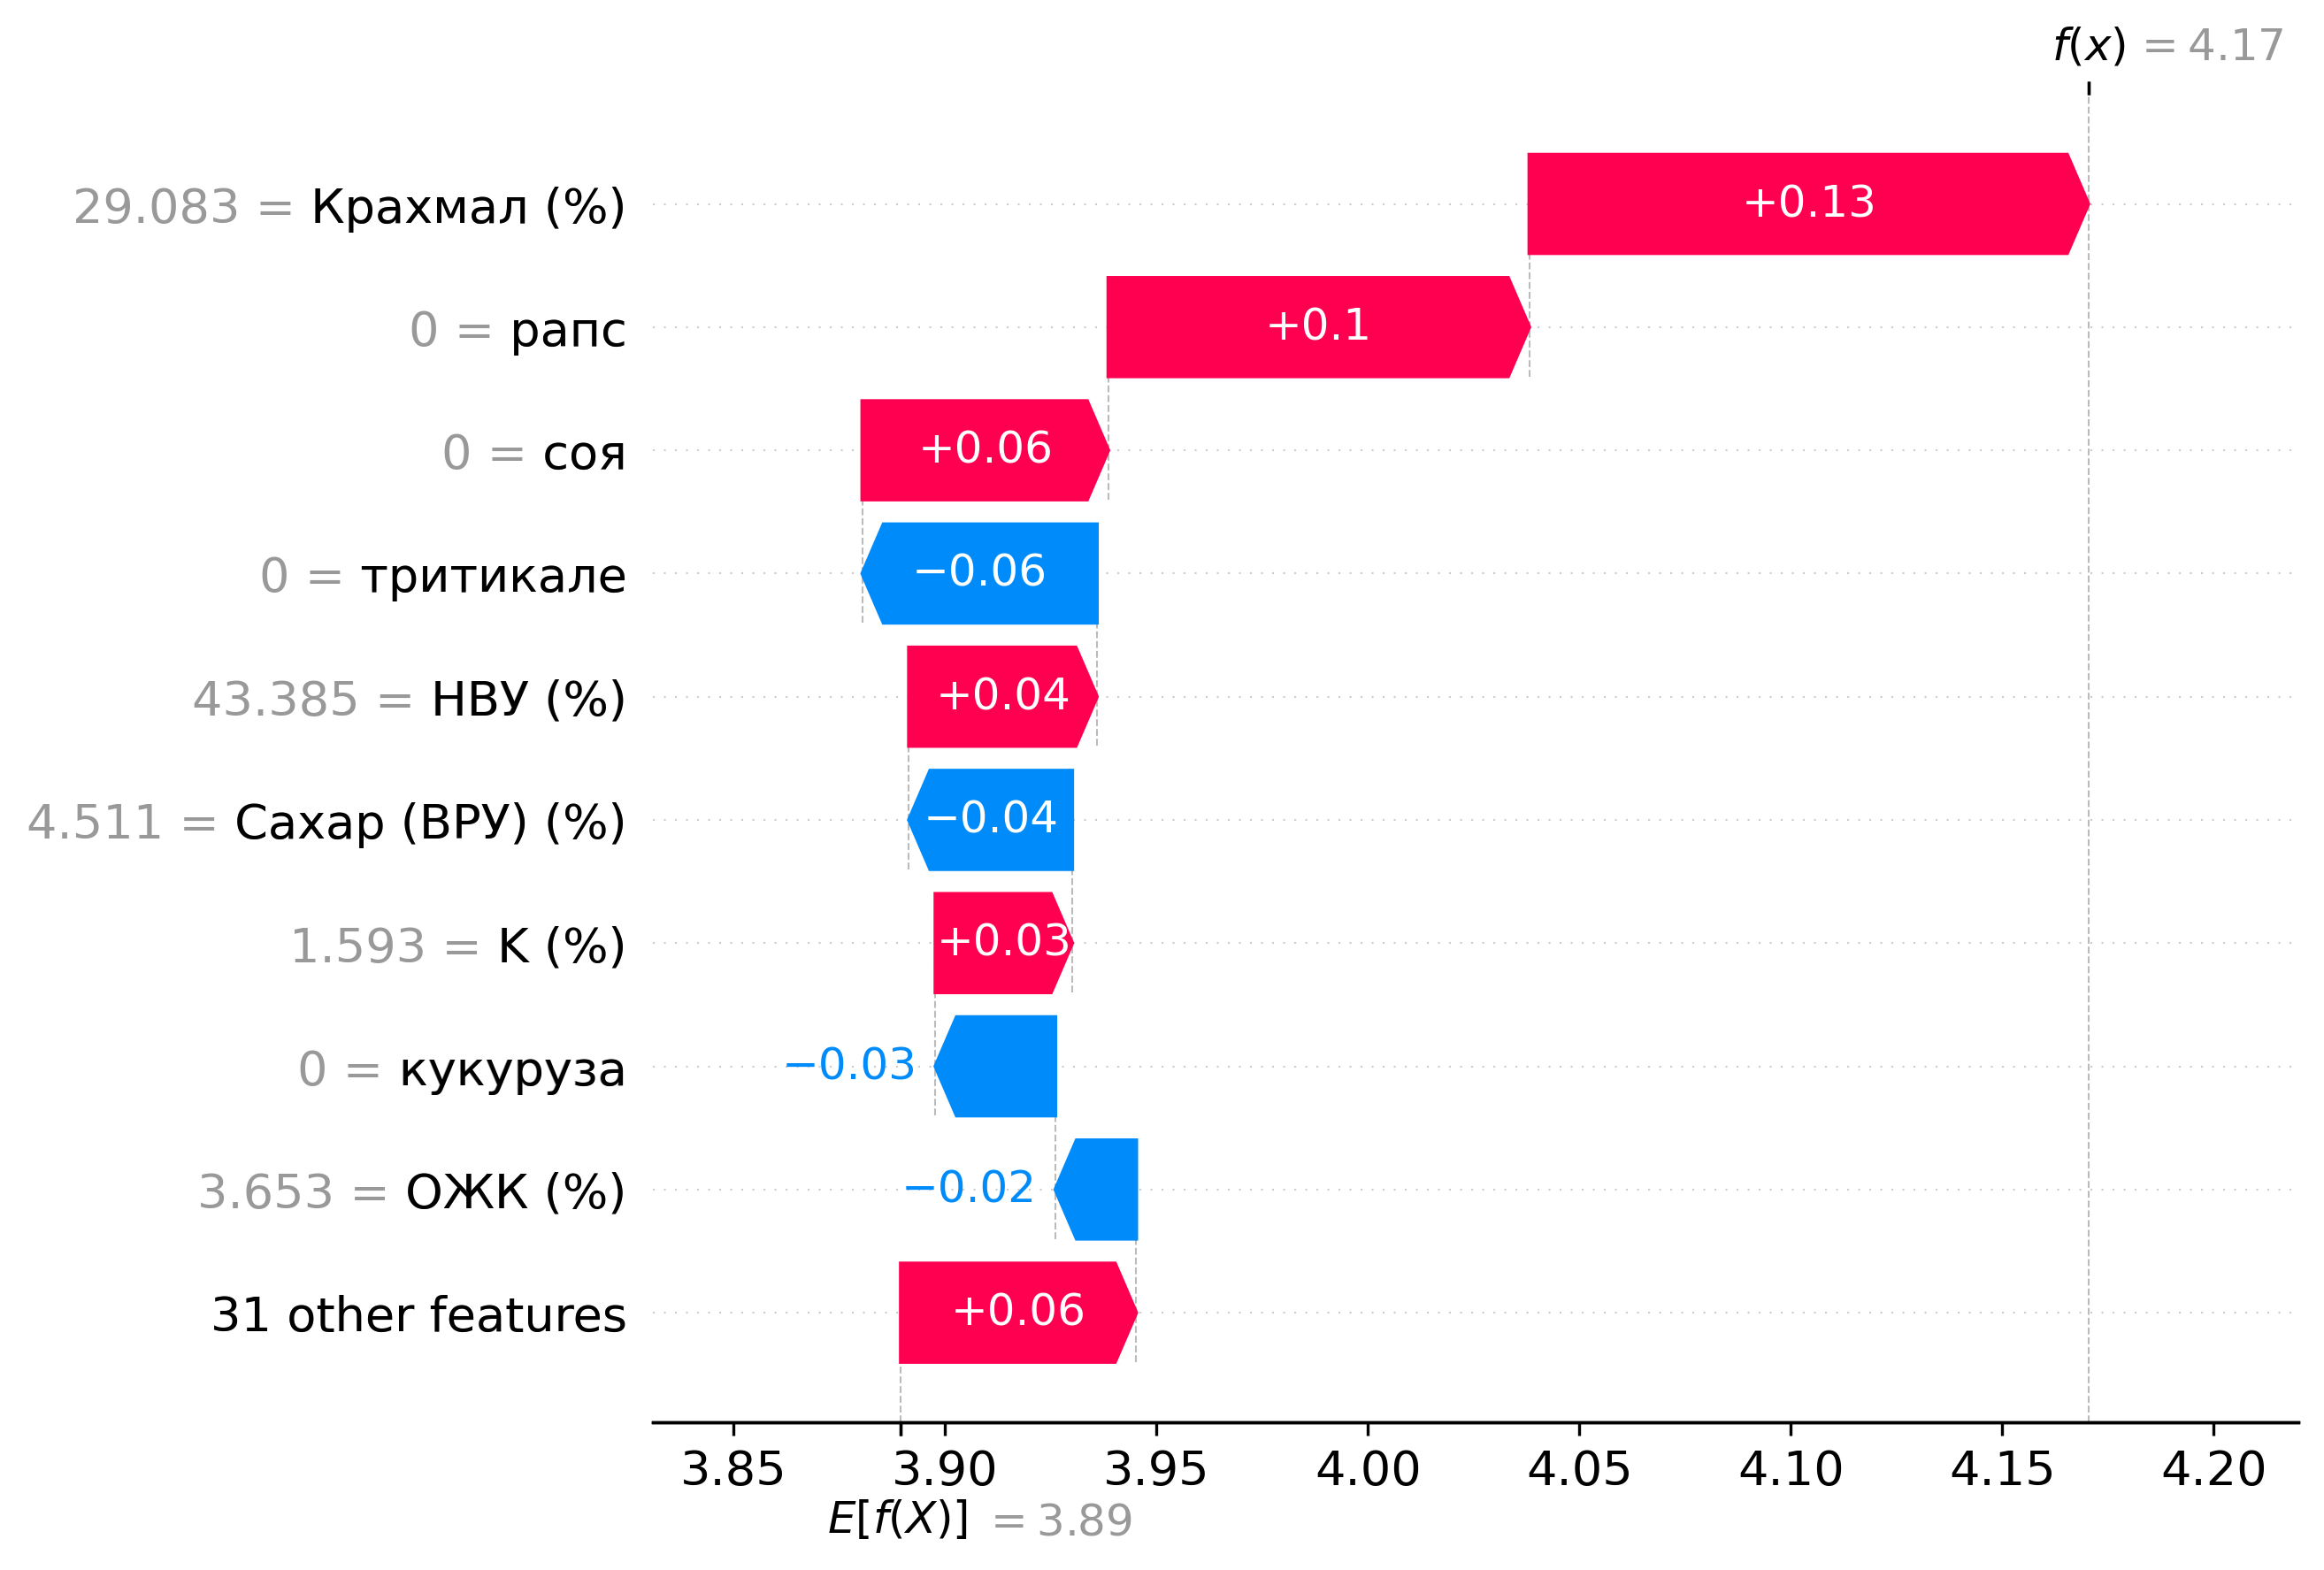 f(x) = 4.17
29.083 = Крахмал (%)
+0.13
0 = рапс
+0.1
0 = соя
+0.06
0 = тритикале
−0.06
43.385 = НВУ (%)
+0.04
4.511 = Сахар (ВРУ) (%)
−0.04
1.593 = K (%)
+0.03
0 = кукуруза
−0.03
3.653 = ОЖК (%)
−0.02
31 other features
+0.06
3.85 3.90 3.95 4.00 4.05 4.10 4.15 4.20
E[f(X)] = 3.89